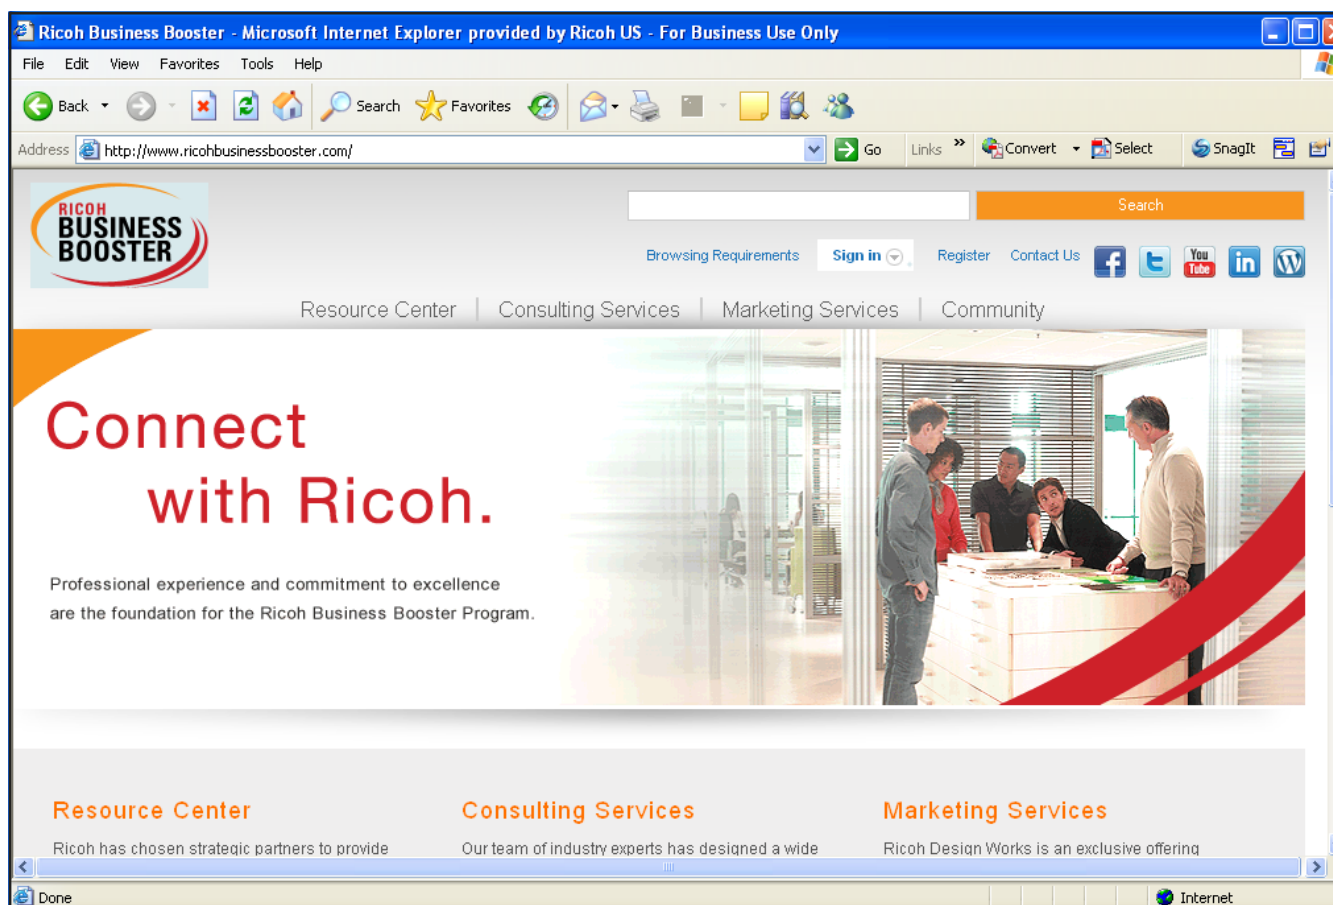 Ricoh Business Booster - Microsoft Internet Explorer provided by Ricoh US - For Business Use Only
File Edit View Favorites Tools Help
Back Search Favorites
Address http://www.ricohbusinessbooster.com/ Go Links » Convert Select SnagIt
RICOH
BUSINESS
BOOSTER
Search
Browsing Requirements Sign in Register Contact Us f t You Tube in W
Resource Center | Consulting Services | Marketing Services | Community
Connect
with Ricoh.
Professional experience and commitment to excellence
are the foundation for the Ricoh Business Booster Program.
Resource Center Consulting Services Marketing Services
Ricoh has chosen strategic partners to provide Our team of industry experts has designed a wide Ricoh Design Works is an exclusive offering
Done Internet